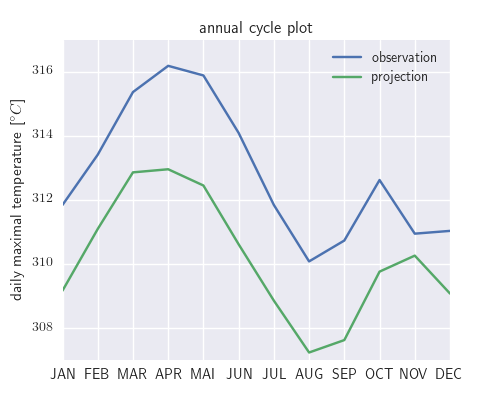 annual cycle plot
observation
projection
daily maximal temperature [°C]
316
314
312
310
308
JAN FEB MAR APR MAI JUN JUL AUG SEP OCT NOV DEC